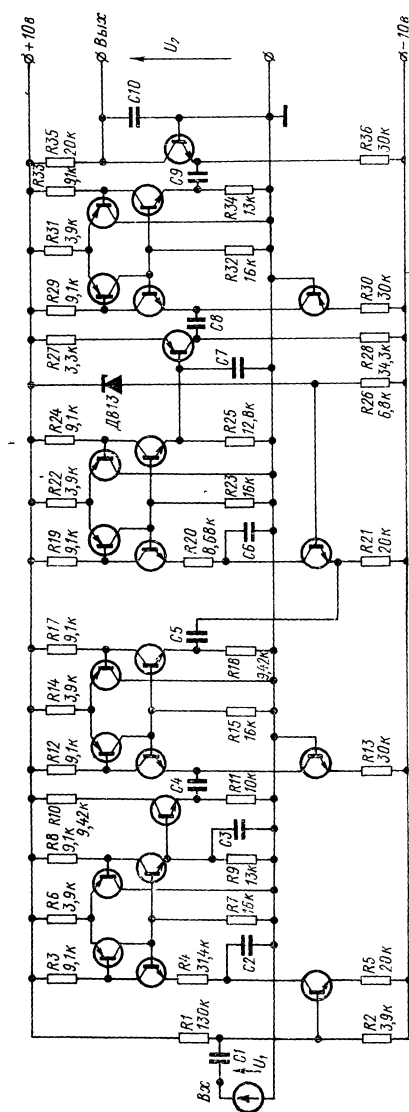 Вх
C1
U₁
R1
130к
R2
3,9к
R3
9,1к
R4
31,4к
C2
R5
20к
R6
3,9к
R7
16к
R8
9,1к
R9
13к
C3
R10
9,42к
R11
10к
C4
R12
9,1к
R13
30к
R14
3,9к
R15
16к
R17
9,1к
R18
9,42к
C5
R19
9,1к
R20
8,68к
C6
R21
20к
R22
3,9к
R23
16к
R24
9,1к
R25
12,8к
Д813
C7
R26
6,8к
R27
3,3к
R28
34,3к
C8
R29
9,1к
R30
30к
R31
3,9к
R32
16к
R33
9,1к
R34
13к
C9
R35
20к
R36
30к
C10
+10в
Вых
U₂
-10в